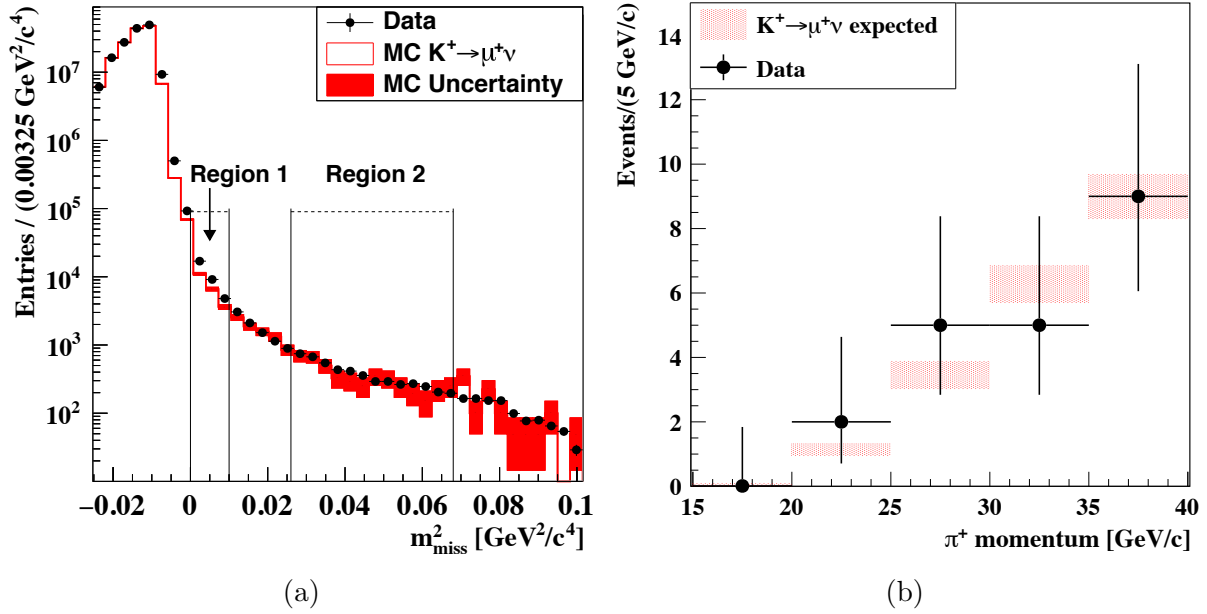 Entries / (0.00325 GeV²/c⁴)
10⁷
10⁶
10⁵
10⁴
10³
10²
Data
MC K⁺→μ⁺ν
MC Uncertainty
Region 1
Region 2
−0.02 0 0.02 0.04 0.06 0.08 0.1
m²miss [GeV²/c⁴]
(a)
Events/(5 GeV/c)
14
12
10
8
6
4
2
0
K⁺→μ⁺ν expected
Data
15 20 25 30 35 40
π⁺ momentum [GeV/c]
(b)